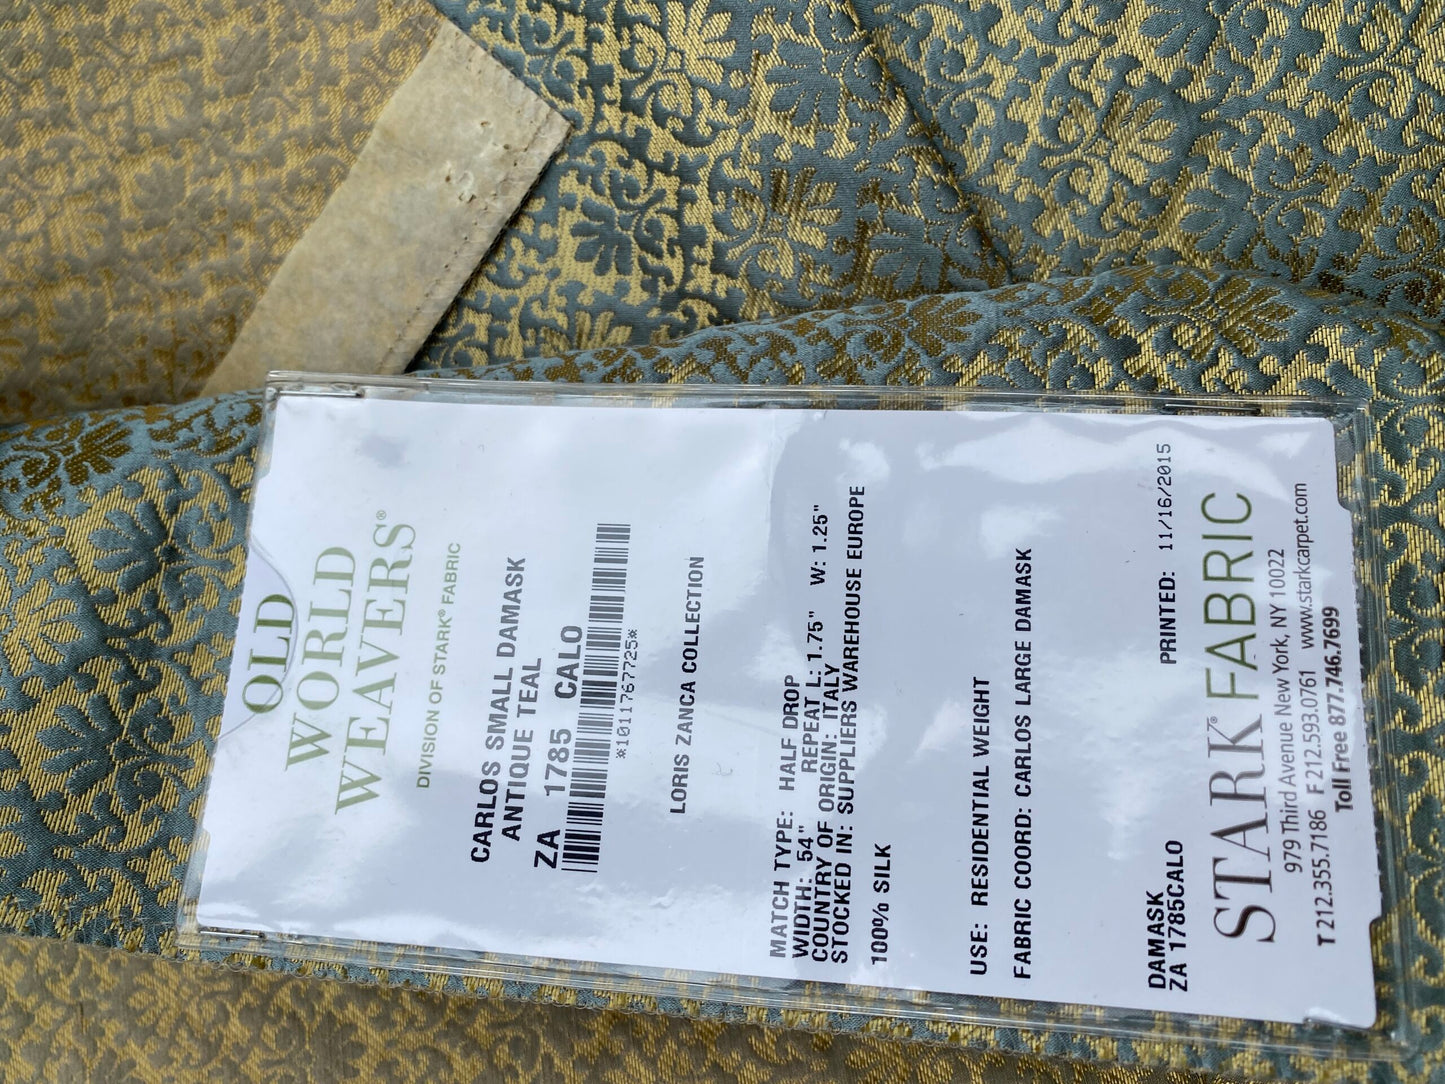 OLD
WORLD
WEAVERS®
DIVISION OF STARK® FABRIC
CARLOS SMALL DAMASK
ANTIQUE TEAL
ZA 1785 CALO
*1011767725*
LORIS ZANCA COLLECTION
MATCH TYPE: HALF DROP
WIDTH: 54" REPEAT L: 1.75" W: 1.25"
COUNTRY OF ORIGIN: ITALY
STOCKED IN: SUPPLIERS WAREHOUSE EUROPE
100% SILK
USE: RESIDENTIAL WEIGHT
FABRIC COORD: CARLOS LARGE DAMASK
DAMASK
ZA 1785CALO PRINTED: 11/16/2015
STARK® FABRIC
979 Third Avenue New York, NY 10022
T 212.355.7186 F 212.593.0761 www.starkcarpet.com
Toll Free 877.746.7699